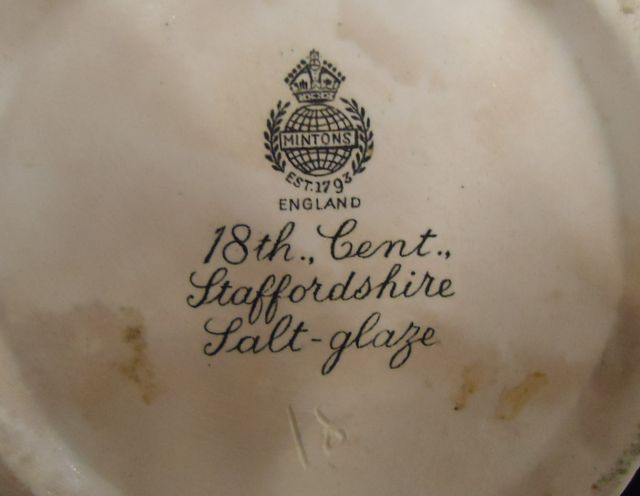 MINTONS
EST. 1793
ENGLAND
18th., Cent.,
Staffordshire
Salt-glaze
18